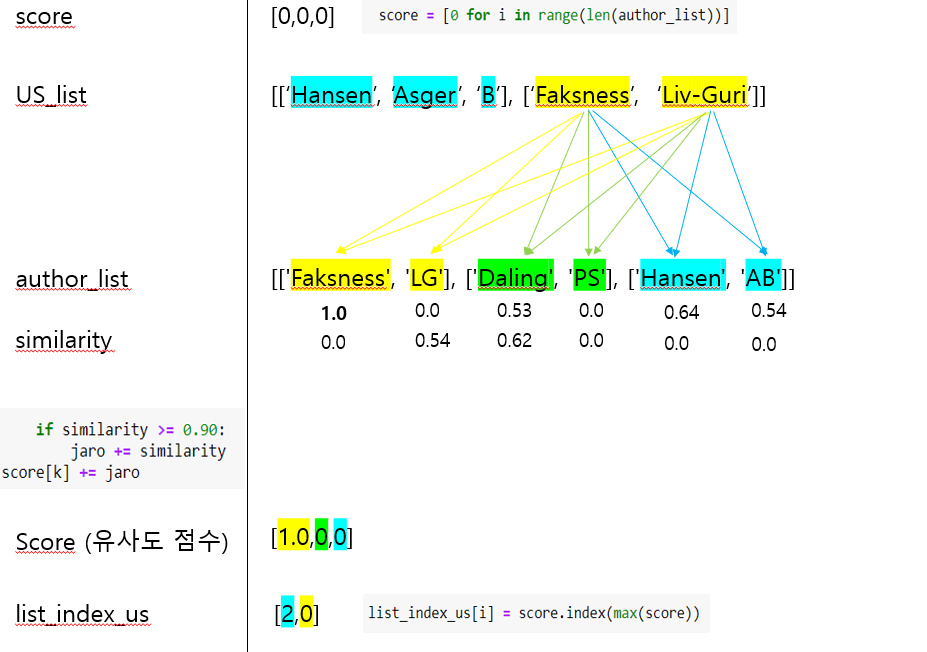 score [0,0,0] score = [0 for i in range(len(author_list))]
US_list [['Hansen', 'Asger', 'B'], ['Faksness', 'Liv-Guri']]
author_list [['Faksness', 'LG'], ['Daling', 'PS'], ['Hansen', 'AB']]
1.0 0.0 0.53 0.0 0.64 0.54
similarity 0.0 0.54 0.62 0.0 0.0 0.0
if similarity >= 0.90:
jaro += similarity
score[k] += jaro
Score (유사도 점수) [1.0,0,0]
list_index_us [2,0] list_index_us[i] = score.index(max(score))